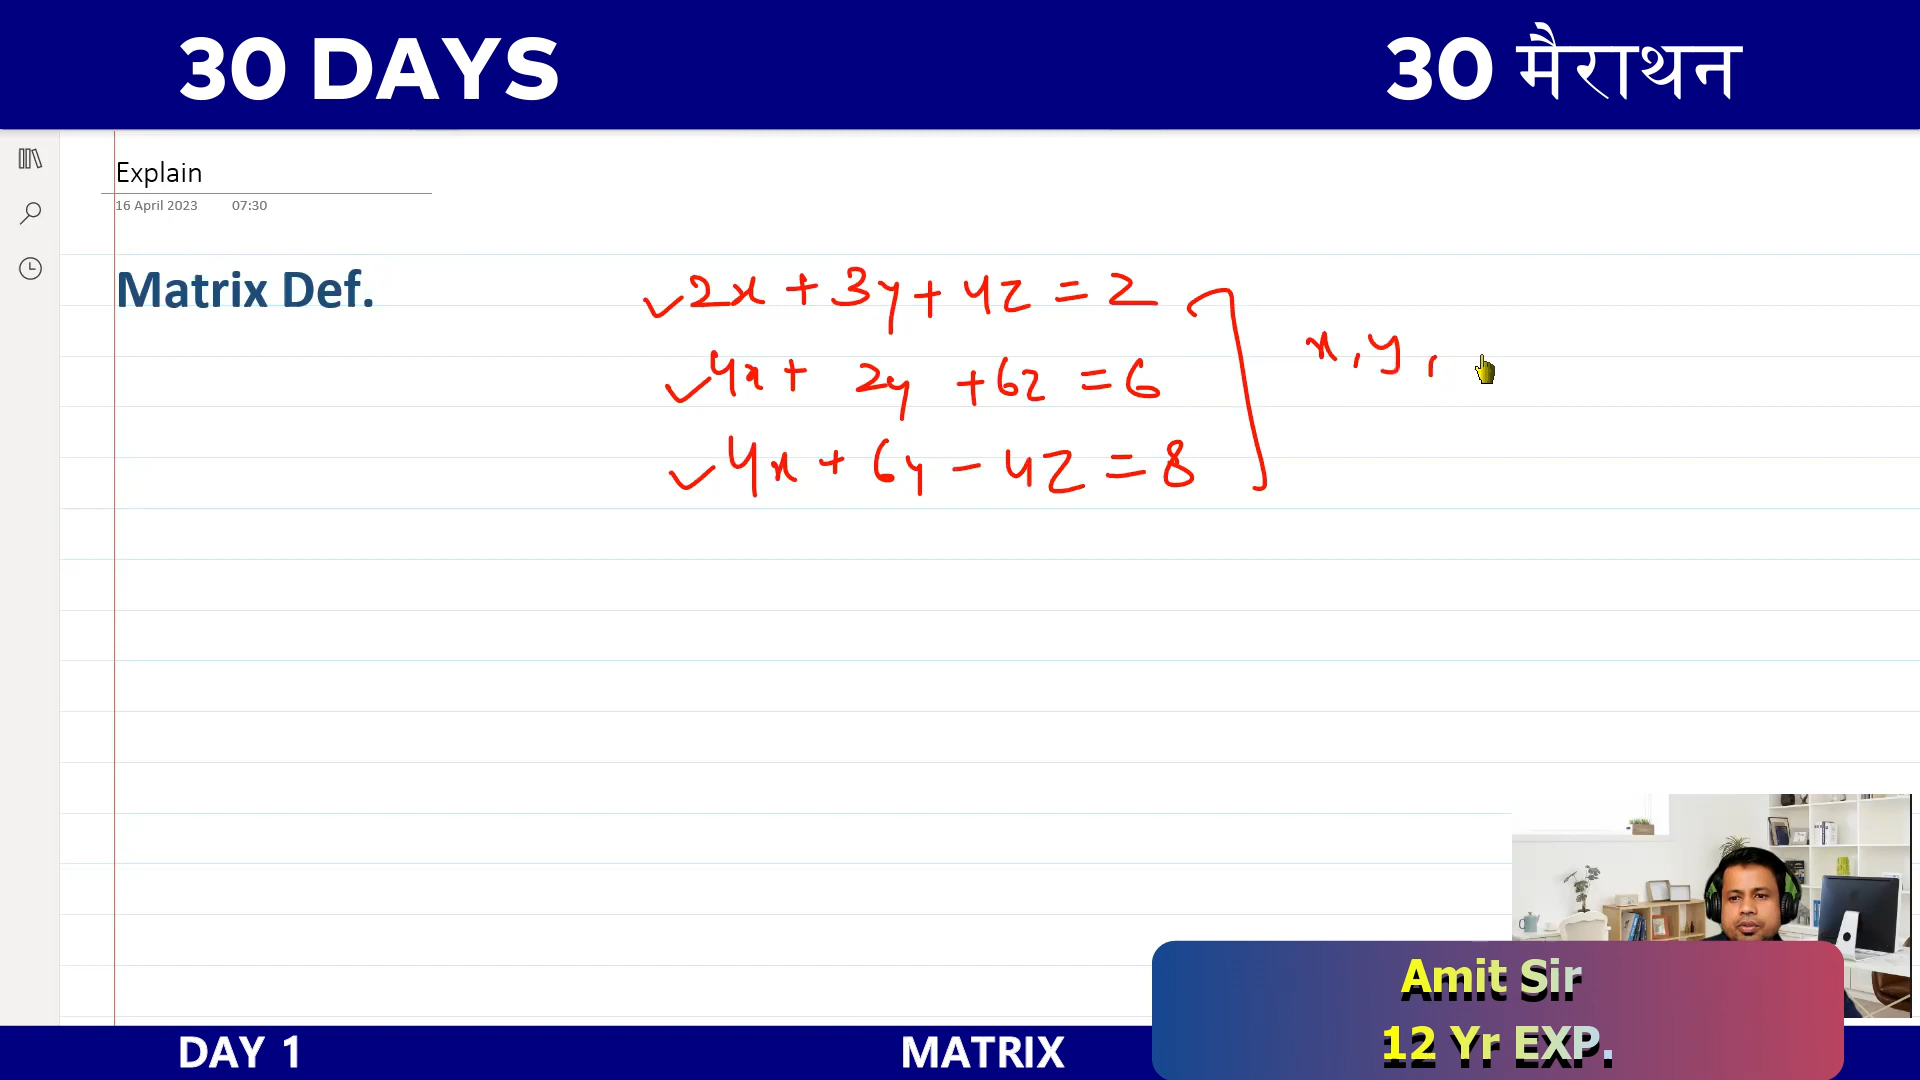 30 DAYS
30 मैराथन
Explain
16 April 2023 07:30
Matrix Def.
2x + 3y + 4z = 2
4x + 2y + 6z = 6
4x + 6y - 4z = 8
x, y,
Amit Sir
12 Yr EXP.
DAY 1
MATRIX